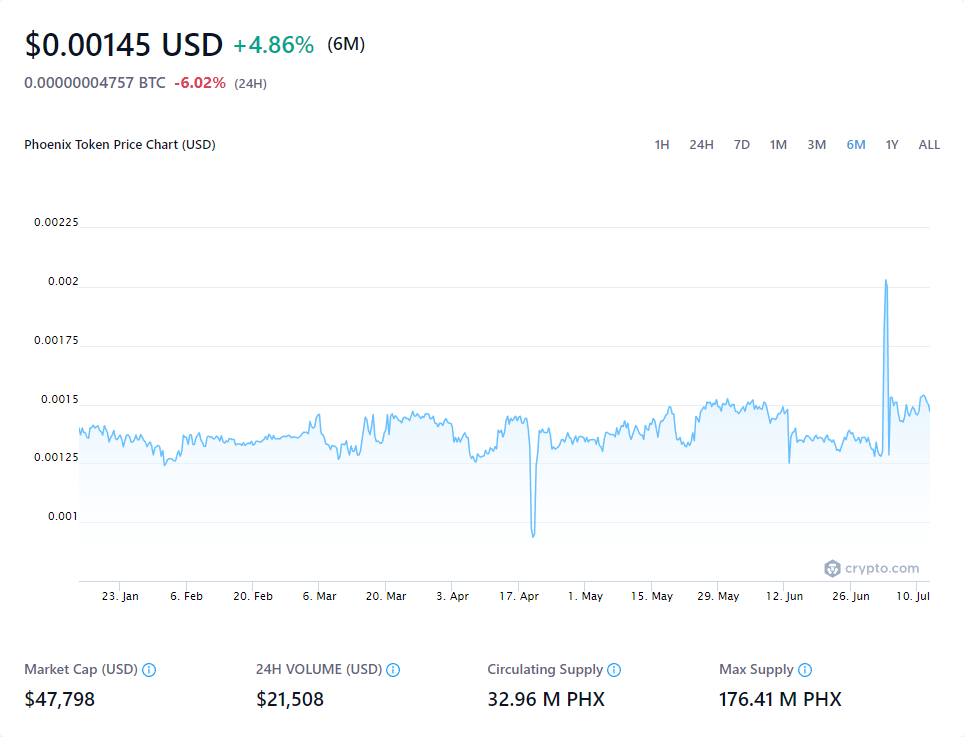 $0.00145 USD +4.86% (6M)
0.00000004757 BTC -6.02% (24H)
Phoenix Token Price Chart (USD) 1H 24H 7D 1M 3M 6M 1Y ALL
0.00225
0.002
0.00175
0.0015
0.00125
0.001
crypto.com
23. Jan 6. Feb 20. Feb 6. Mar 20. Mar 3. Apr 17. Apr 1. May 15. May 29. May 12. Jun 26. Jun 10. Jul
Market Cap (USD) 24H VOLUME (USD) Circulating Supply Max Supply
$47,798 $21,508 32.96 M PHX 176.41 M PHX